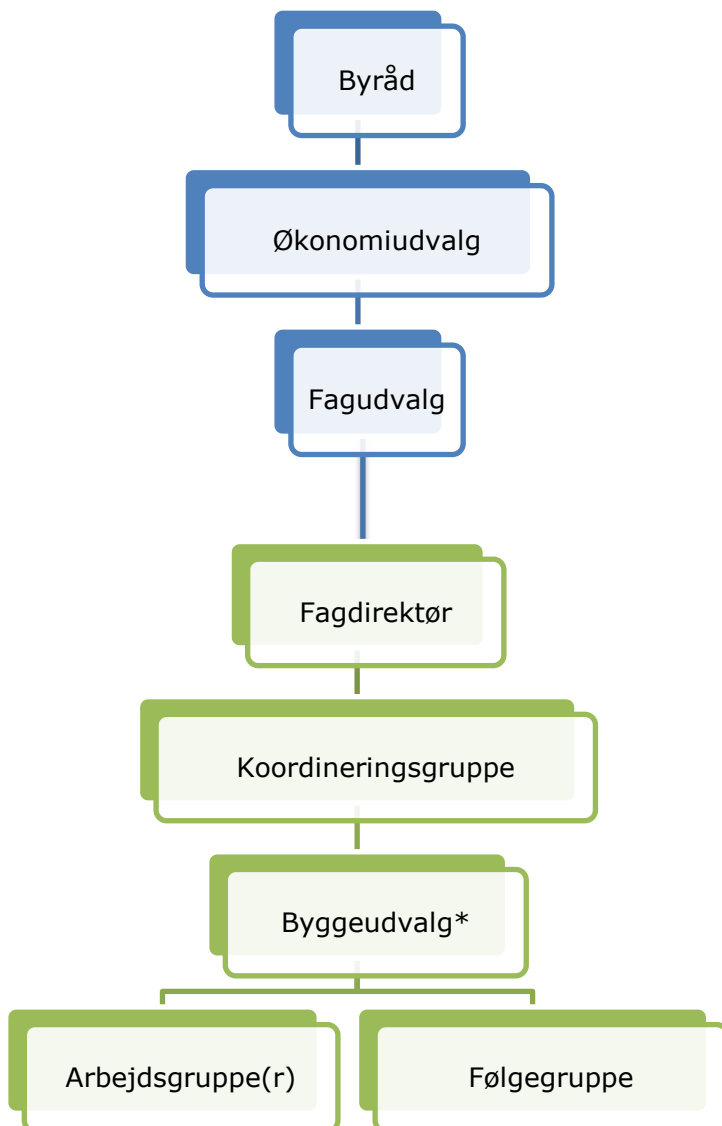 Byråd
Økonomiudvalg
Fagudvalg
Fagdirektør
Koordineringsgruppe
Byggeudvalg*
Arbejdsgruppe(r)
Følgegruppe